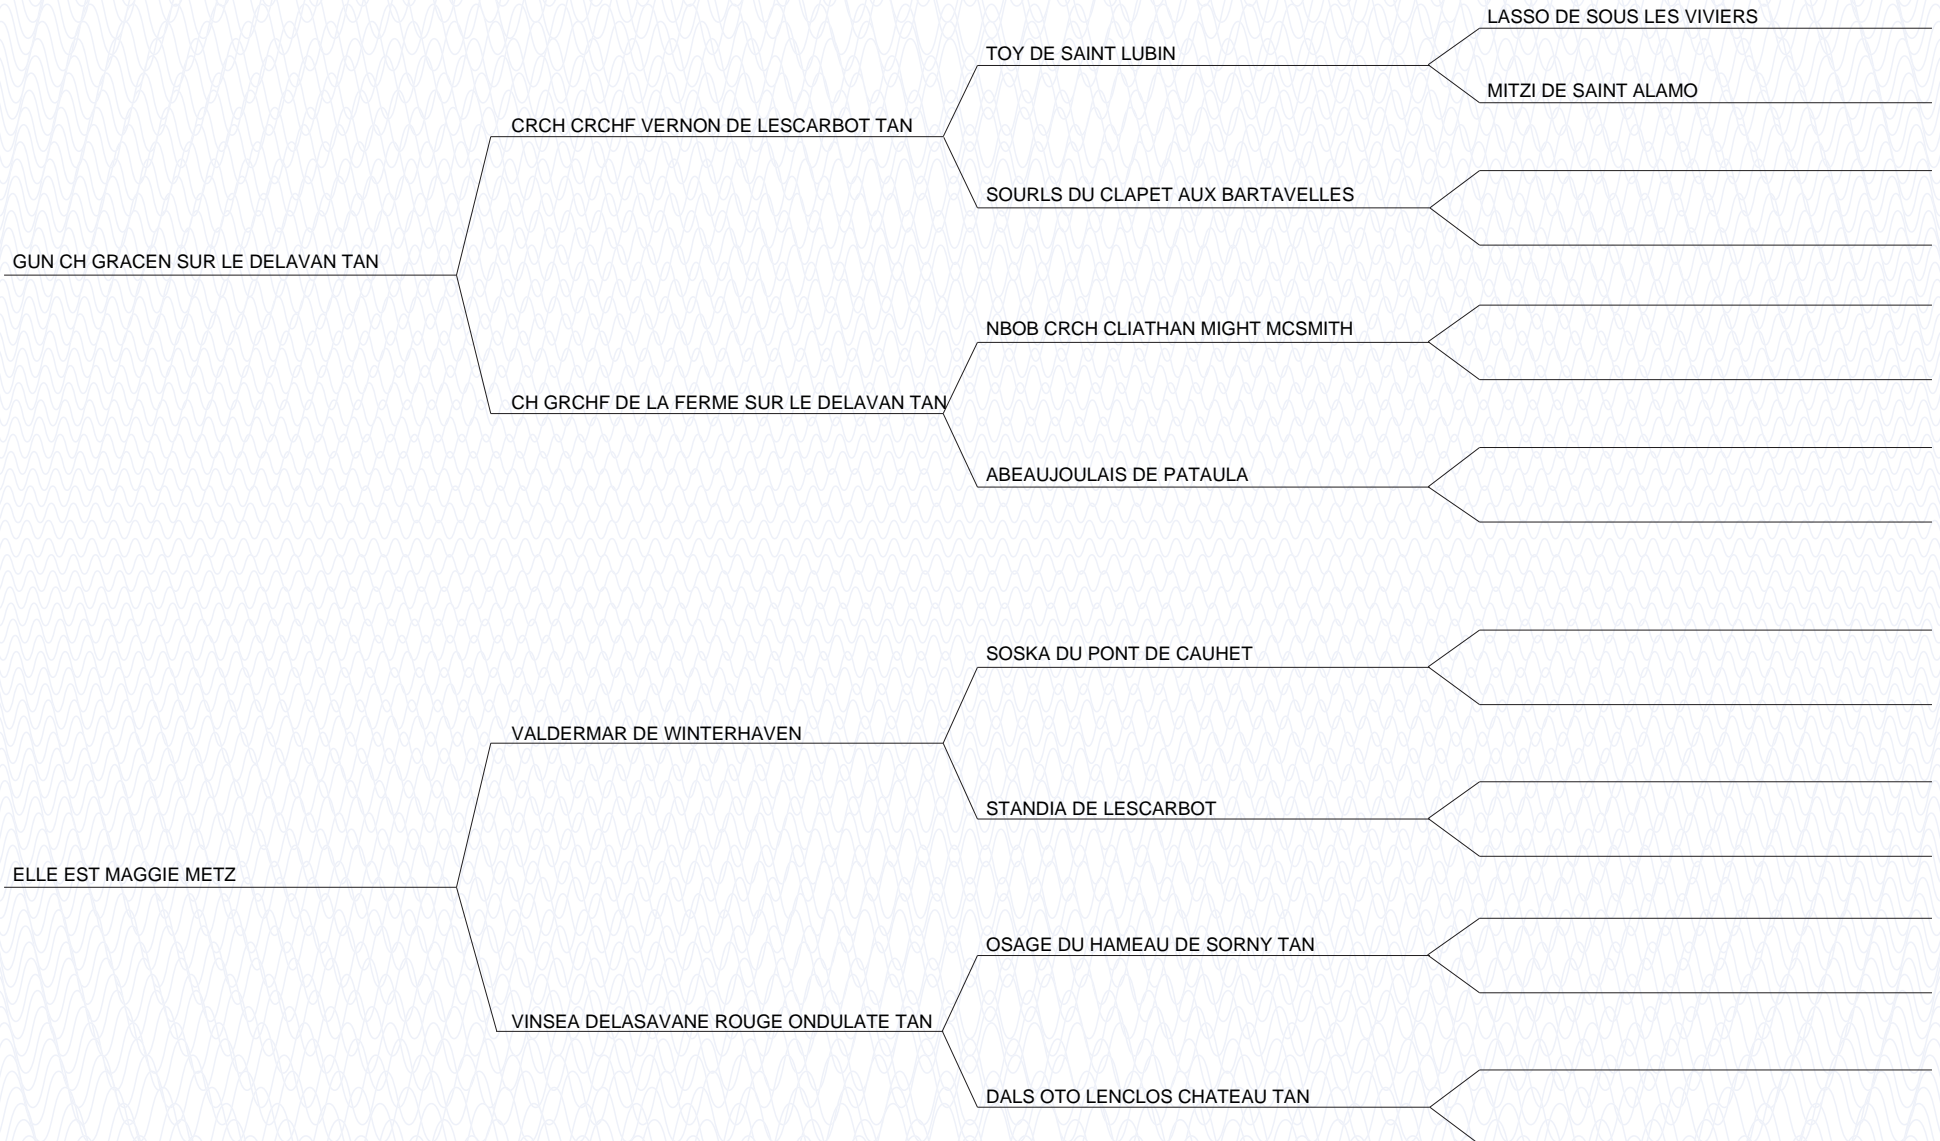 LASSO DE SOUS LES VIVIERS
TOY DE SAINT LUBIN
MITZI DE SAINT ALAMO
CRCH CRCHF VERNON DE LESCARBOT TAN
SOURLS DU CLAPET AUX BARTAVELLES
GUN CH GRACEN SUR LE DELAVAN TAN
NBOB CRCH CLIATHAN MIGHT MCSMITH
CH GRCHF DE LA FERME SUR LE DELAVAN TAN
ABEAUJOULAIS DE PATAULA
SOSKA DU PONT DE CAUHET
VALDERMAR DE WINTERHAVEN
STANDIA DE LESCARBOT
ELLE EST MAGGIE METZ
OSAGE DU HAMEAU DE SORNY TAN
VINSEA DELASAVANE ROUGE ONDULATE TAN
DALS OTO LENCLOS CHATEAU TAN